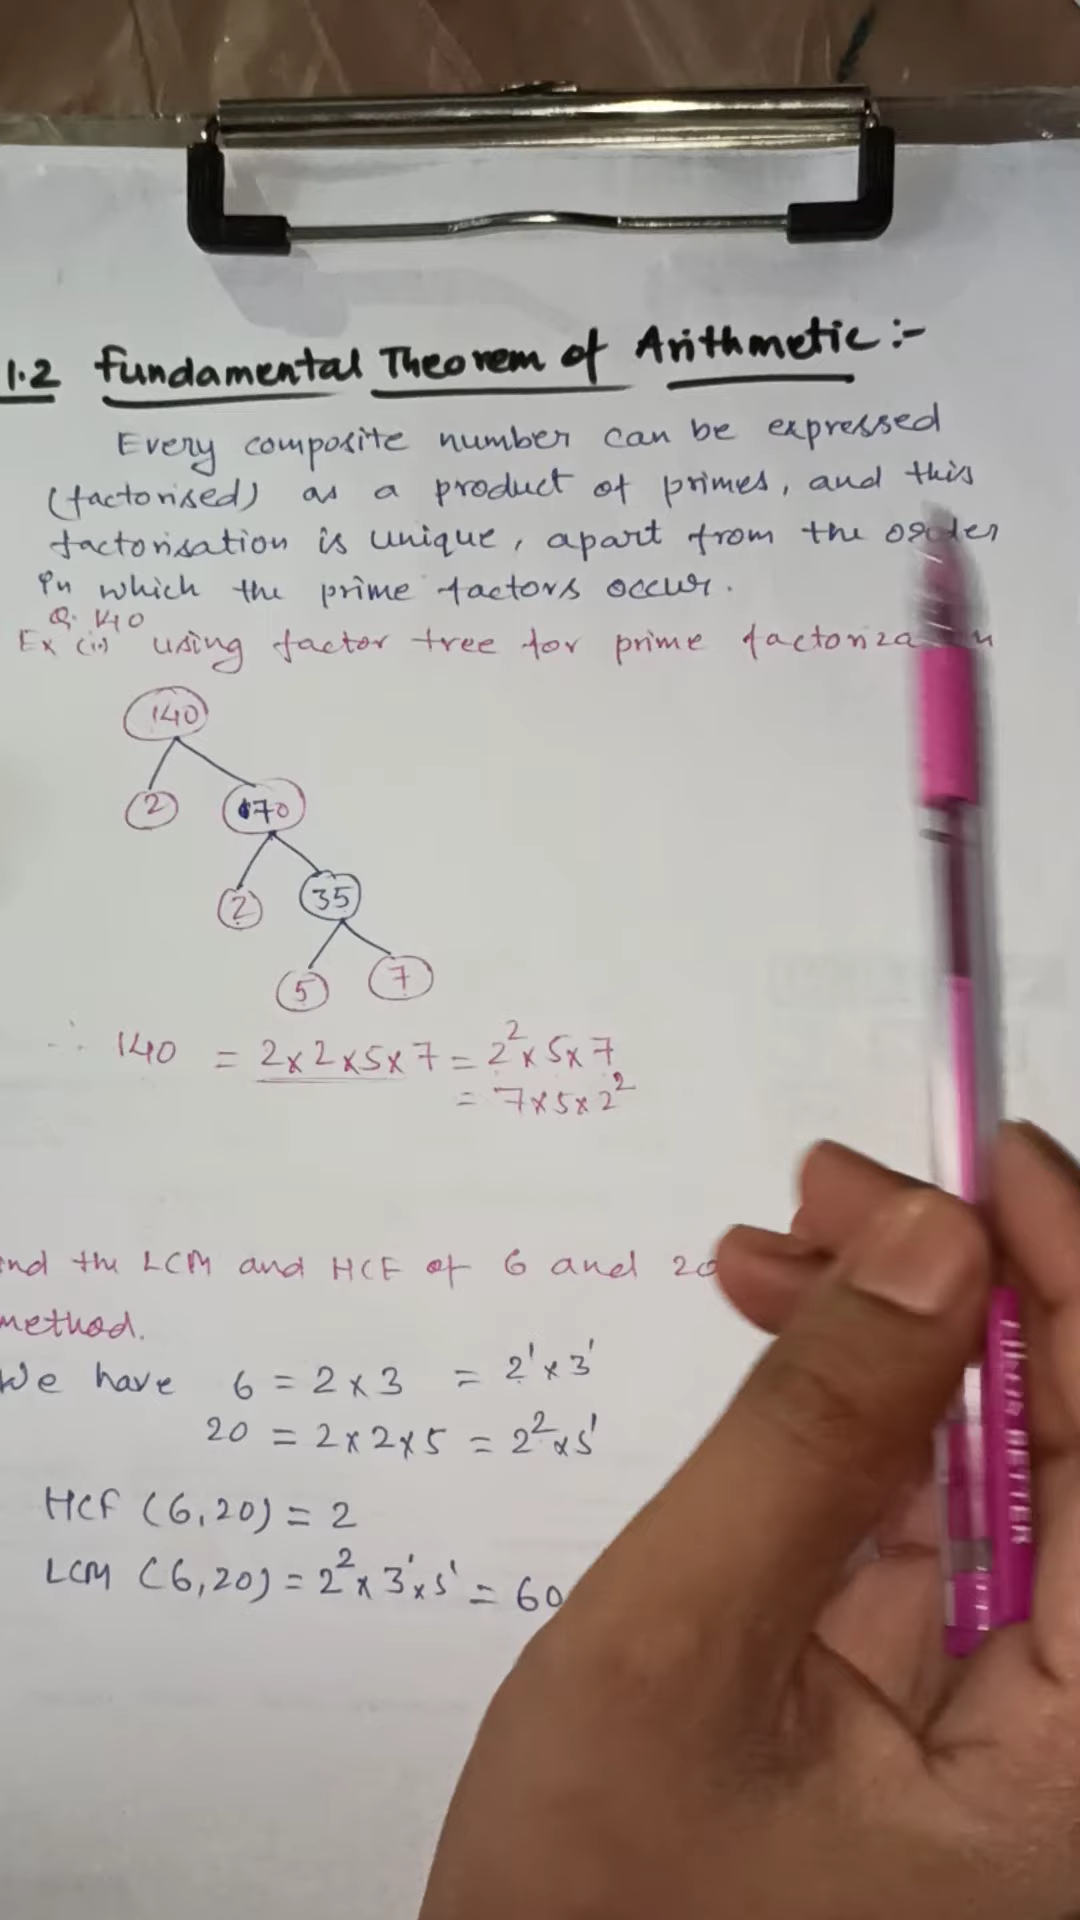 1.2 Fundamental Theorem of Arithmetic:-
Every composite number can be expressed
(factorised) as a product of primes, and this
factorisation is unique, apart from the order
in which the prime factors occur.
Q. 140
Ex (i) using factor tree for prime
140
2 70
2 35
5 7
∴ 140 = 2×2×5×7 = 2²×5×7
= 7×5×2²
the LCM and HCF of 6 and 20
method.
We have 6 = 2×3 = 2¹×3¹
20 = 2×2×5 = 2²×5¹
HCF (6,20) = 2
LCM (6,20) = 2²×3¹×5¹ = 60
BETTER